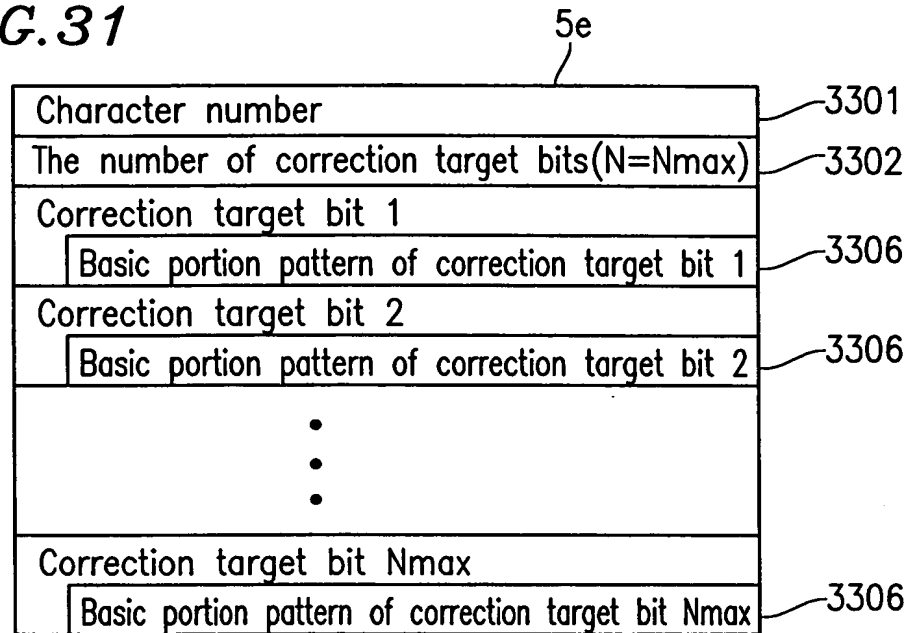 G.31
5e
Character number
3301
The number of correction target bits(N=Nmax)
3302
Correction target bit 1
Basic portion pattern of correction target bit 1
3306
Correction target bit 2
Basic portion pattern of correction target bit 2
3306
Correction target bit Nmax
Basic portion pattern of correction target bit Nmax
3306